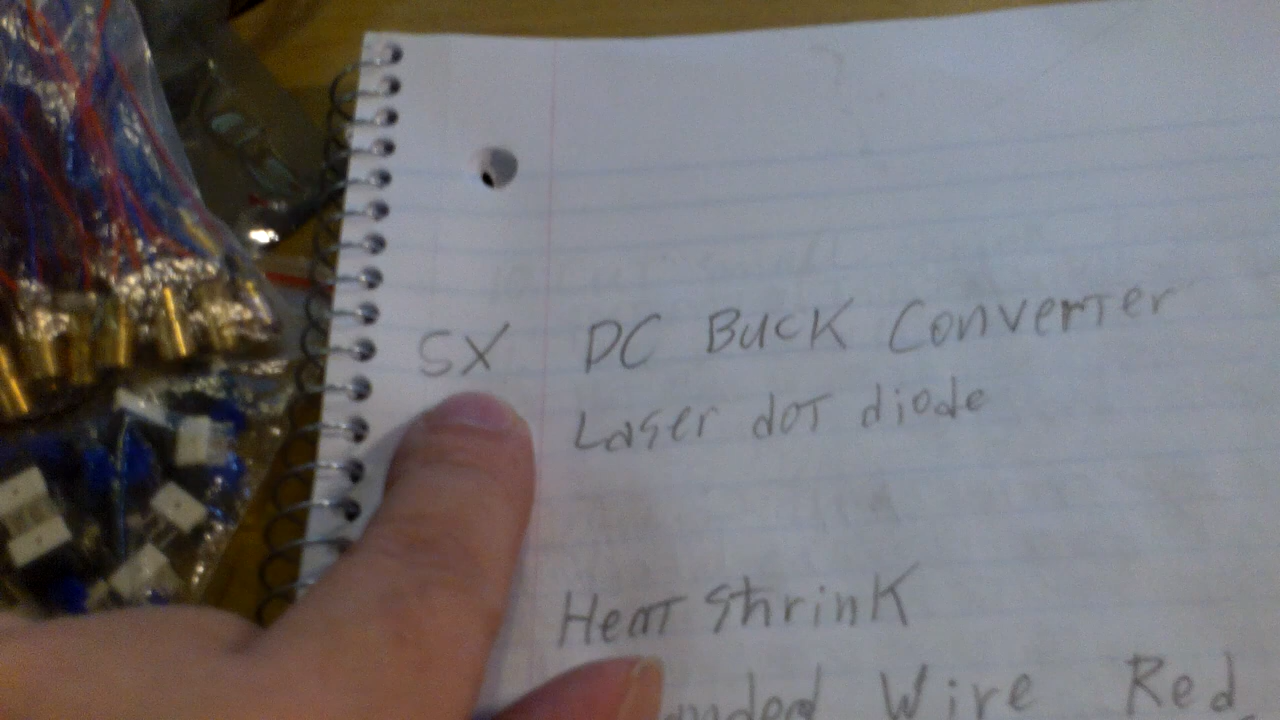 5X DC Buck Converter
Laser dot diode
Heat Shrink
Wire Red